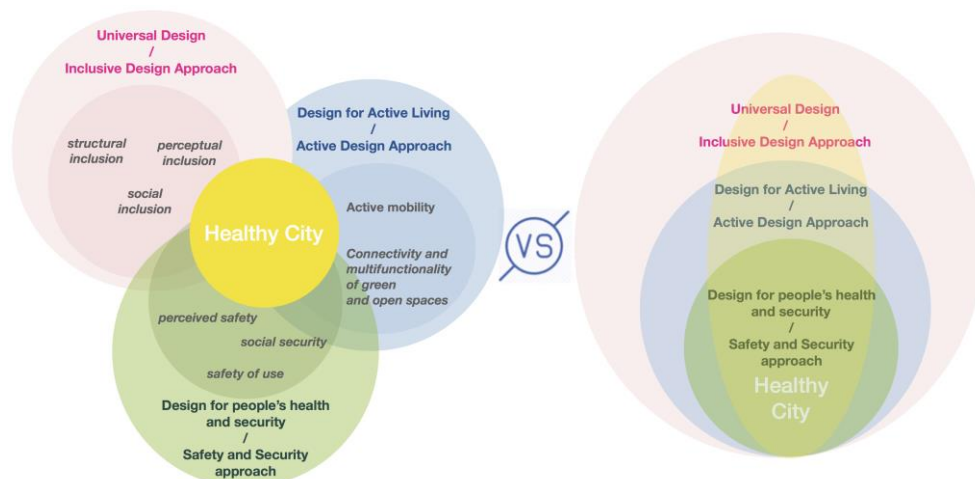 Universal Design
/
Inclusive Design Approach
structural
inclusion
perceptual
inclusion
social
inclusion
Design for Active Living
/
Active Design Approach
Active mobility
Connectivity and
multifunctionality
of green
and open spaces
Healthy City
perceived safety
social security
safety of use
Design for people's health
and security
/
Safety and Security
approach
VS
Universal Design
/
Inclusive Design Approach
Design for Active Living
/
Active Design Approach
Design for people's health
and security
/
Safety and Security
approach
Healthy
City